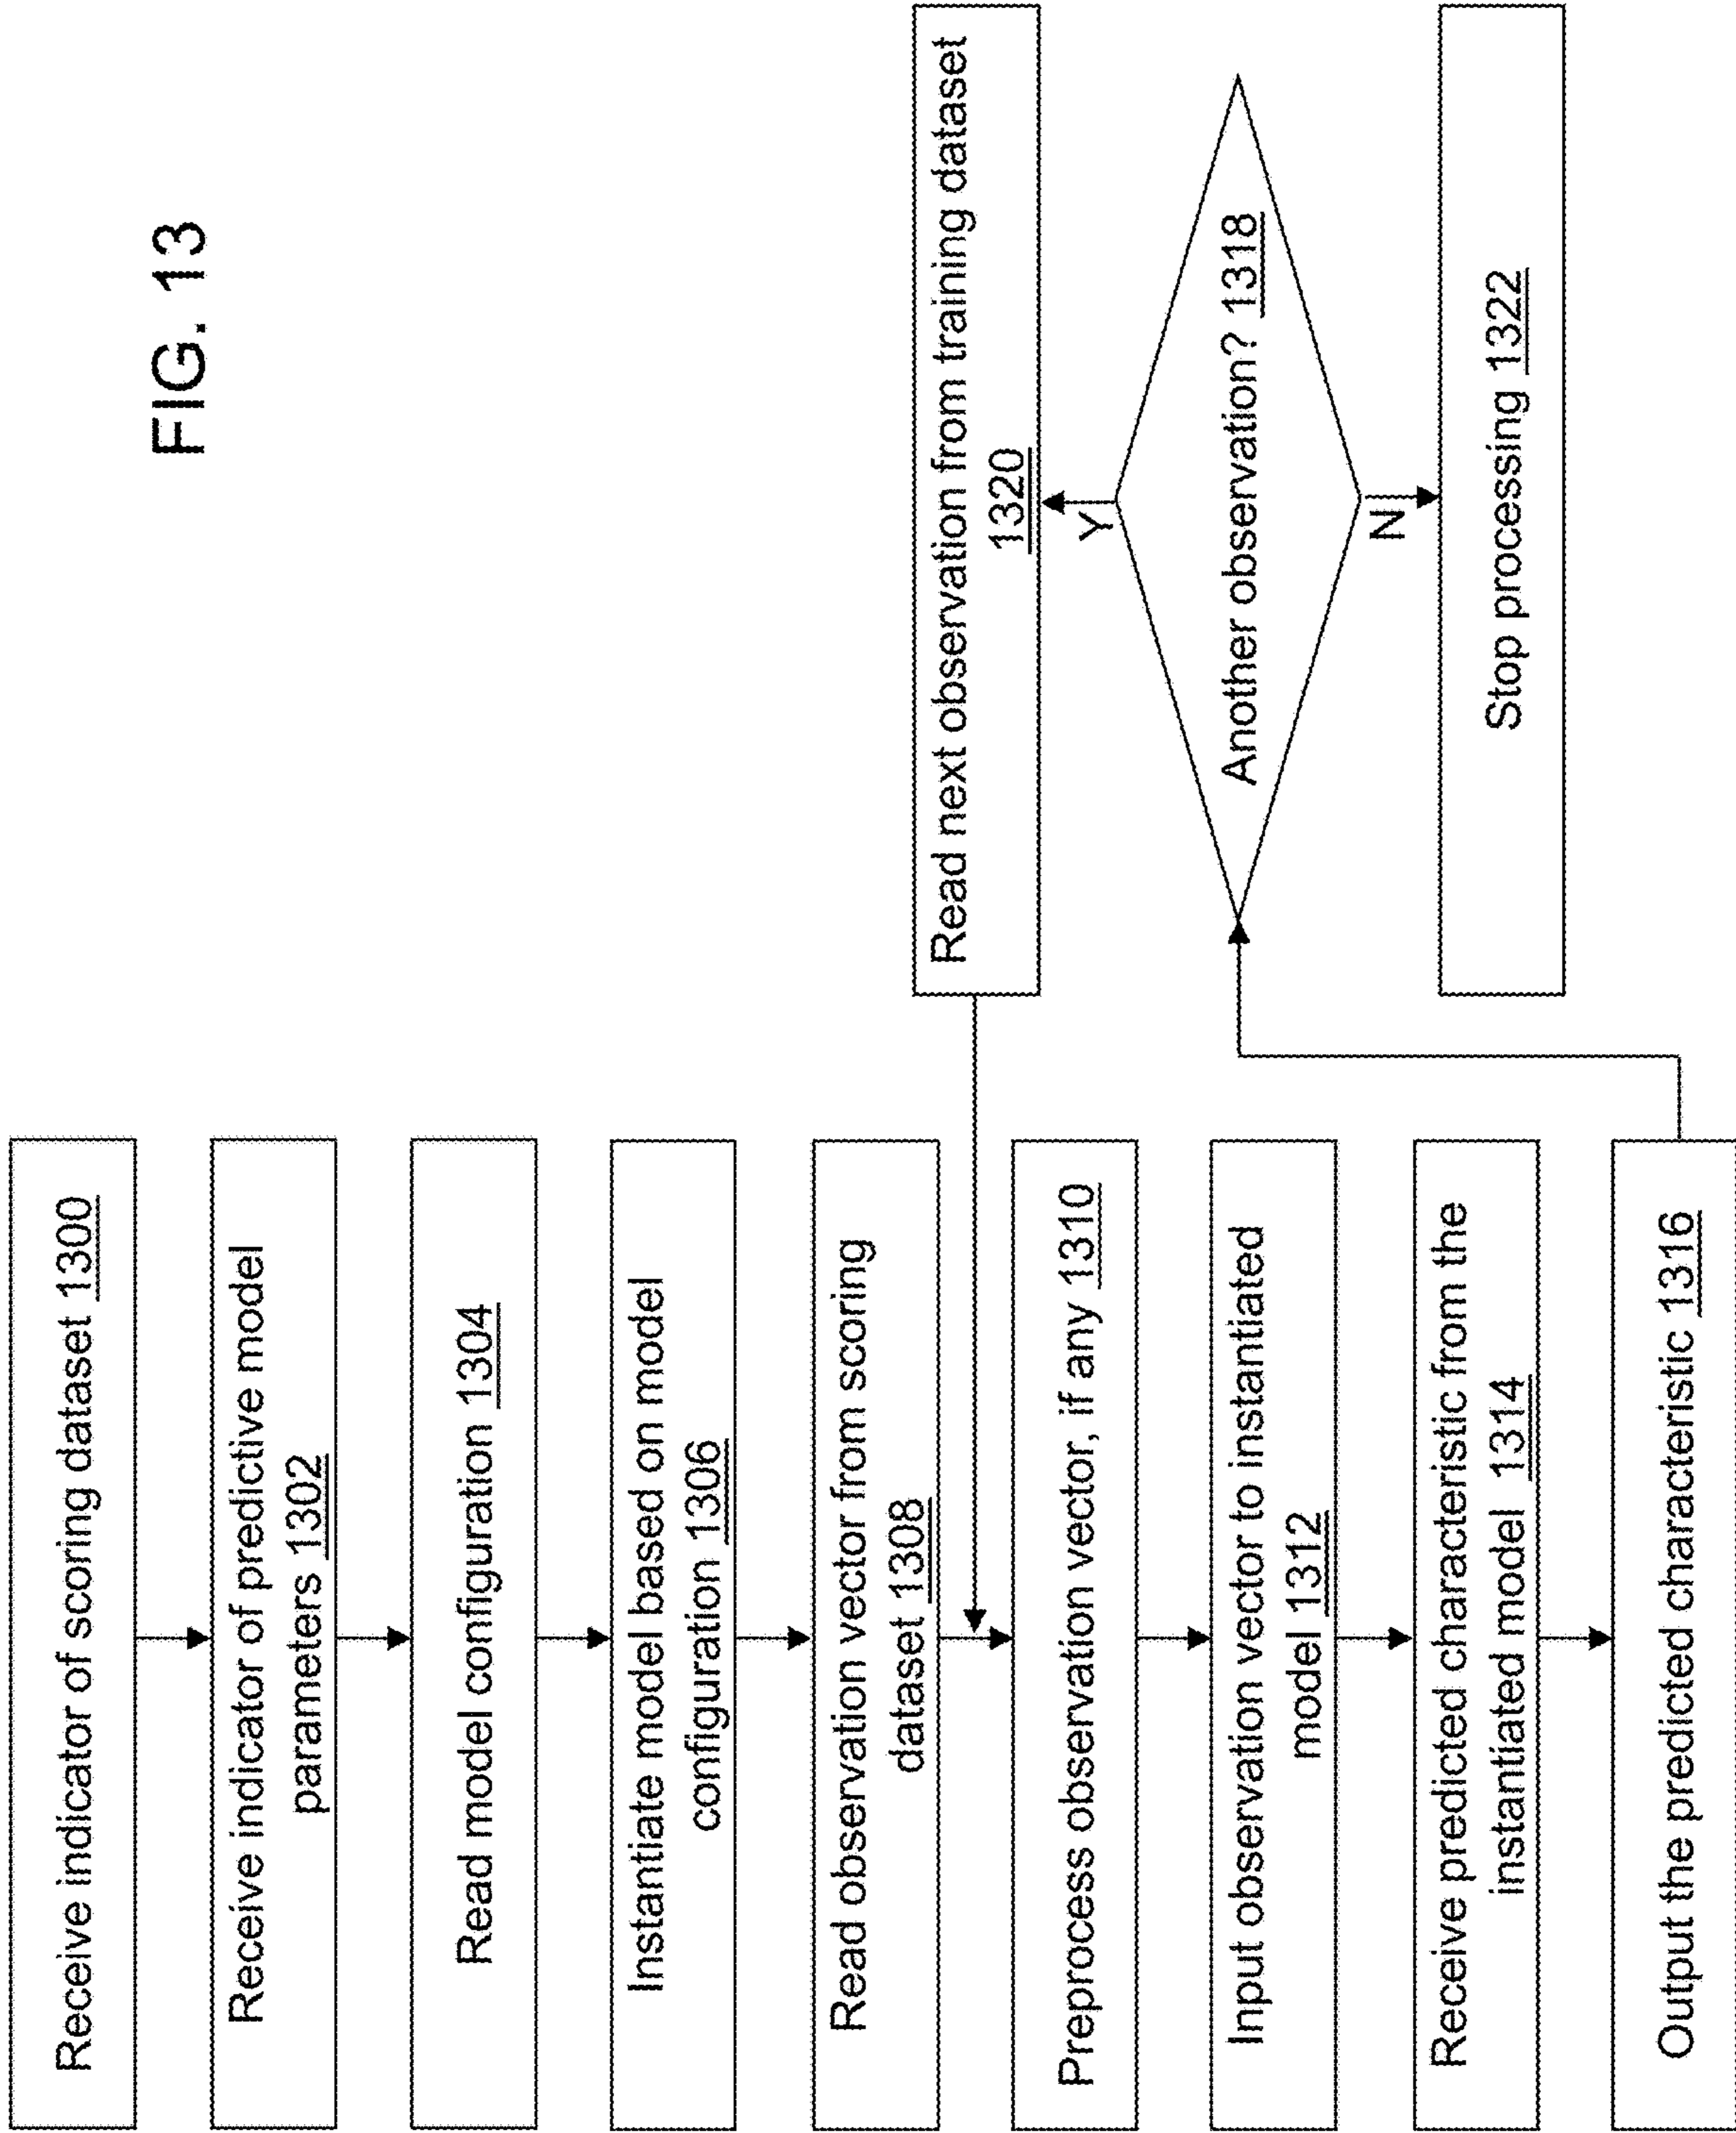 FIG. 13
Receive indicator of scoring dataset 1300
Receive indicator of predictive model
parameters 1302
Read model configuration 1304
Instantiate model based on model
configuration 1306
Read observation vector from scoring
dataset 1308
Preprocess observation vector, if any 1310
Input observation vector to instantiated
model 1312
Receive predicted characteristic from the
instantiated model 1314
Output the predicted characteristic 1316
Read next observation from training dataset
1320
Y
Another observation? 1318
N
Stop processing 1322